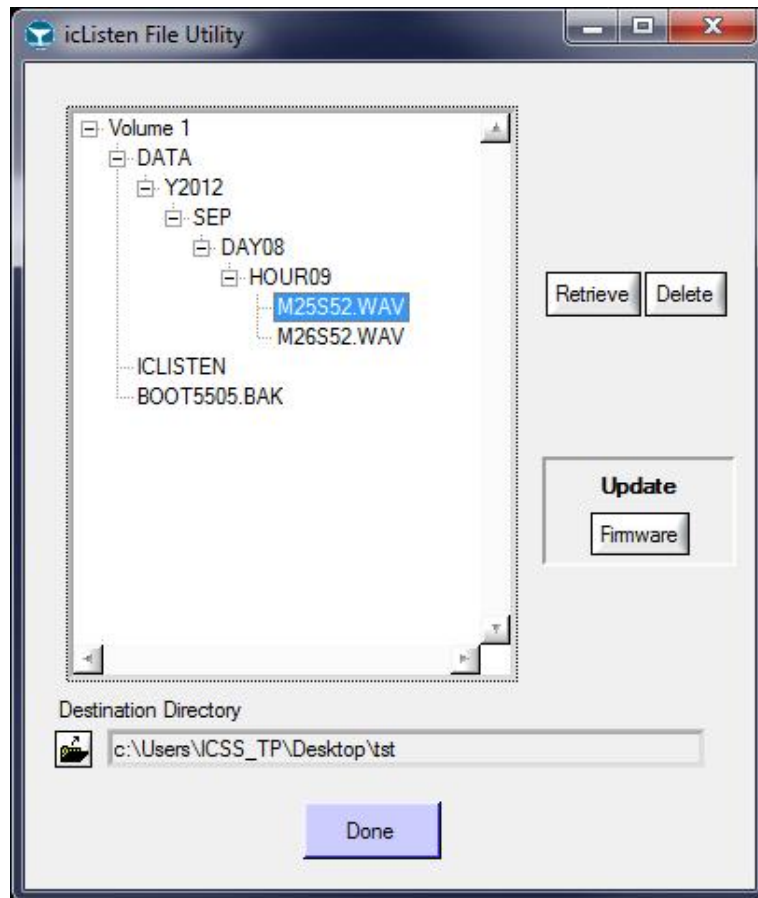 icListen File Utility
Volume 1
DATA
Y2012
SEP
DAY08
HOUR09
M25S52.WAV
M26S52.WAV
ICLISTEN
BOOT5505.BAK
Retrieve Delete
Update
Firmware
Destination Directory
c:\Users\ICSS_TP\Desktop\tst
Done